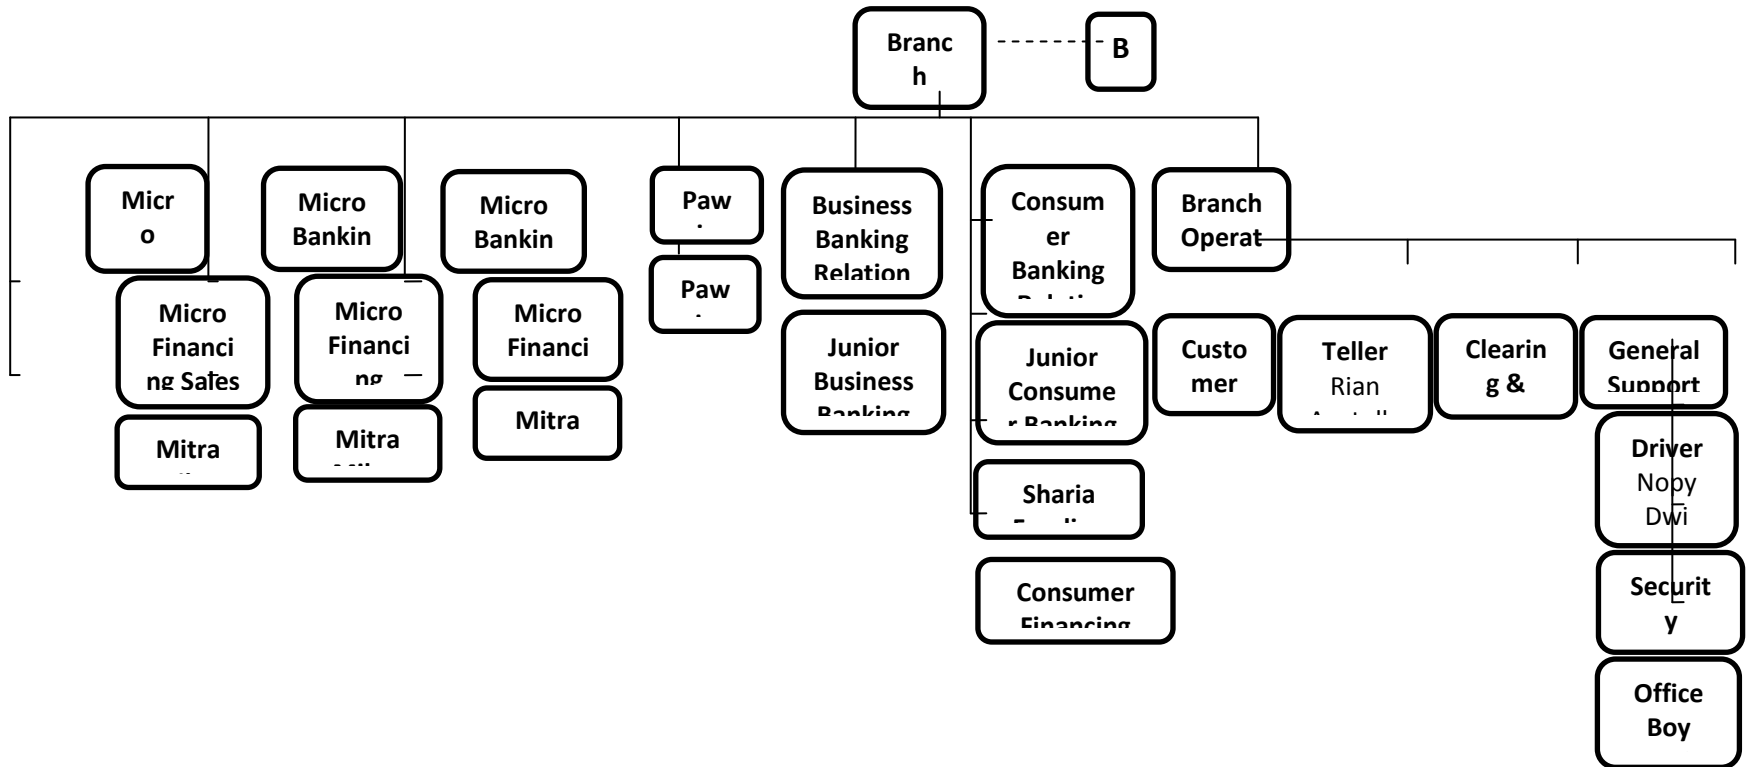 Branc
h
B
Micr
o
Micro
Bankin
Micro
Bankin
Paw
Paw
Business
Banking
Relation
Consum
er
Banking
Branch
Operat
Micro
Financi
ng Sales
Micro
Financi
ng
Micro
Financi
Junior
Business
Banking
Junior
Consume
r Banking
Custo
mer
Teller
Rian
Clearin
g &
General
Support
Mitra
Mitra
Mitra
Driver
Nopy
Dwi
Sharia
Consumer
Financing
Securit
y
Office
Boy